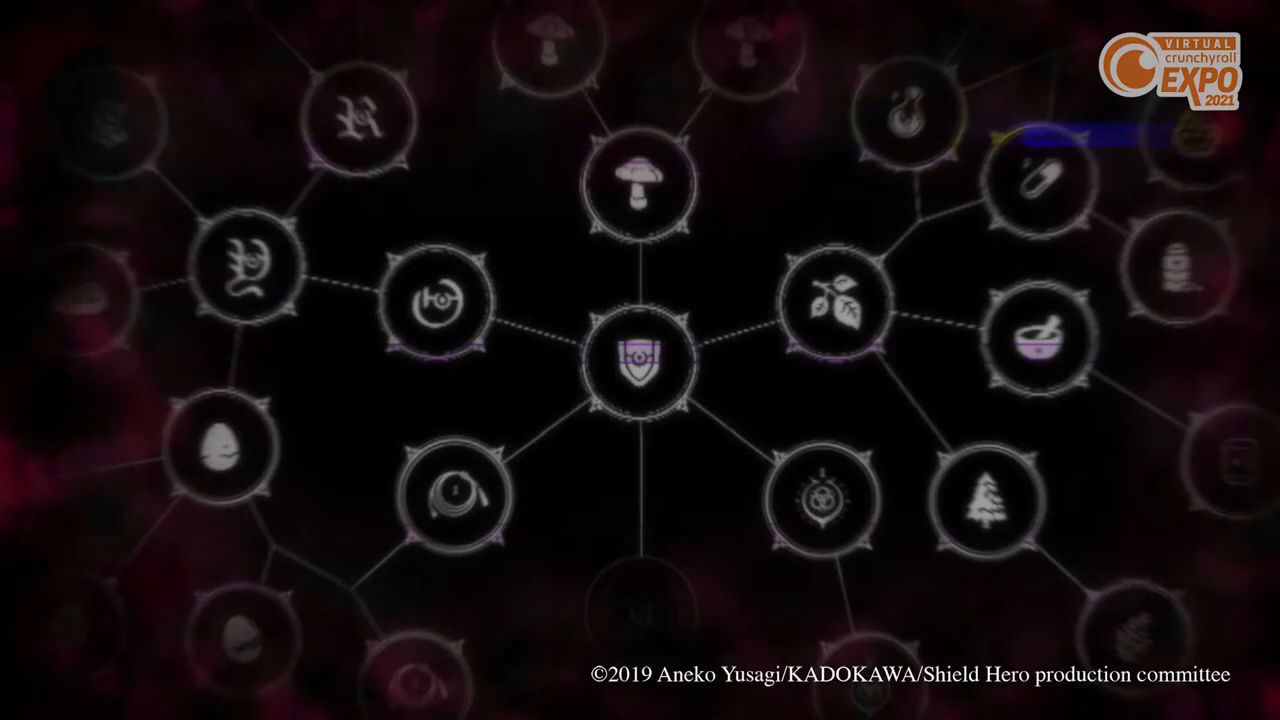 VIRTUAL
crunchyroll
EXPO
2021
R
©2019 Aneko Yusagi/KADOKAWA/Shield Hero production committee